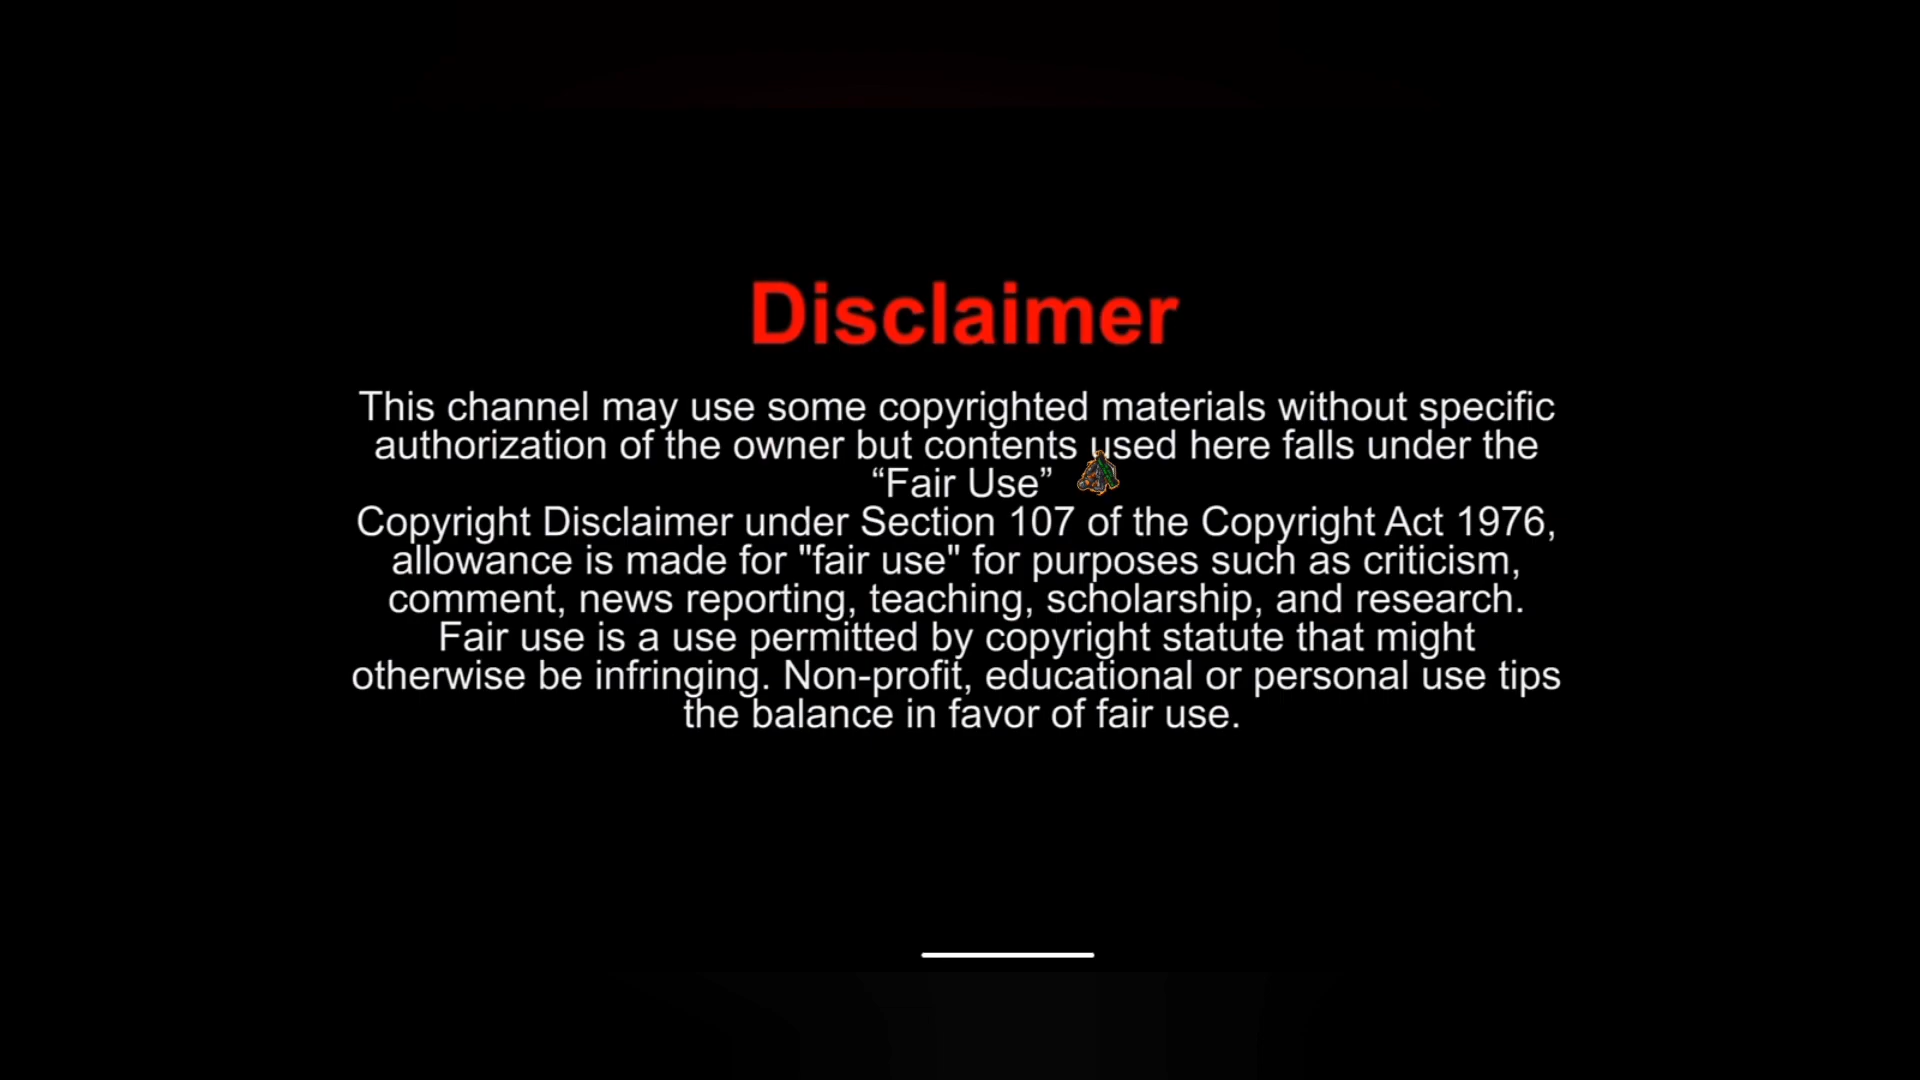 Disclaimer
This channel may use some copyrighted materials without specific
authorization of the owner but contents used here falls under the
“Fair Use”
Copyright Disclaimer under Section 107 of the Copyright Act 1976,
allowance is made for "fair use" for purposes such as criticism,
comment, news reporting, teaching, scholarship, and research.
Fair use is a use permitted by copyright statute that might
otherwise be infringing. Non-profit, educational or personal use tips
the balance in favor of fair use.